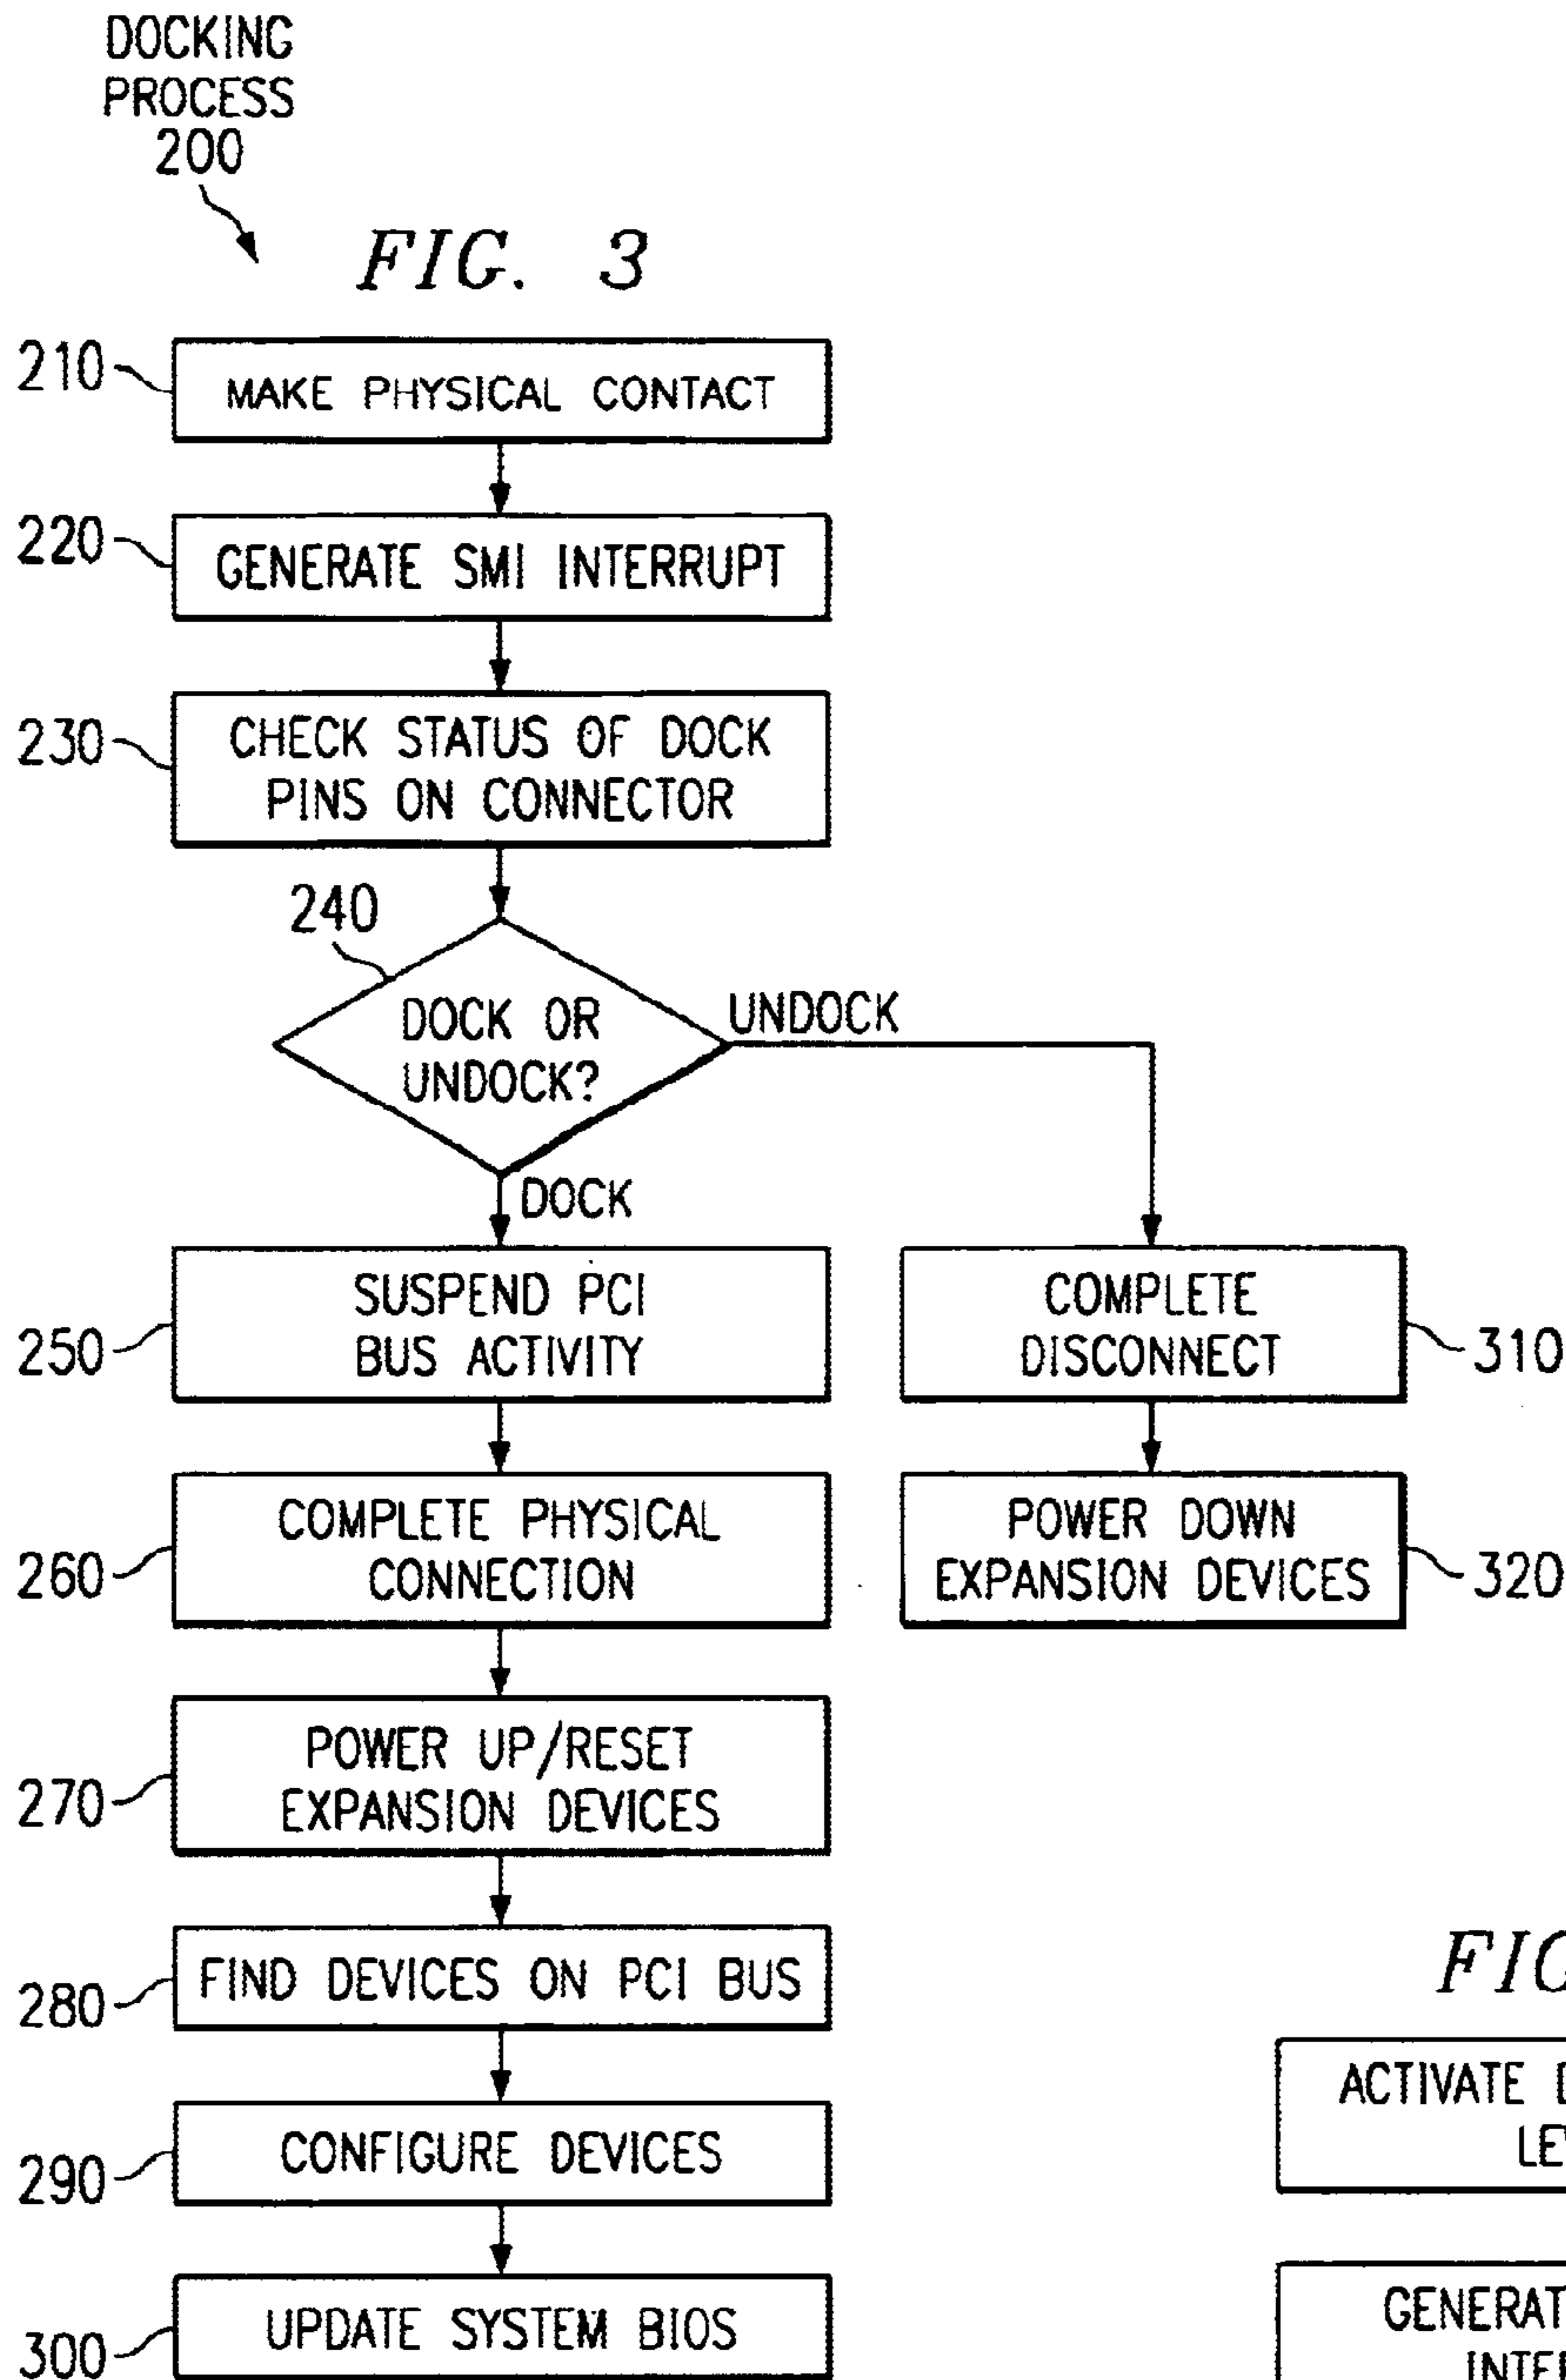 DOCKING
PROCESS
200
FIG. 3
210
MAKE PHYSICAL CONTACT
220
GENERATE SMI INTERRUPT
230
CHECK STATUS OF DOCK
PINS ON CONNECTOR
240
DOCK OR
UNDOCK?
UNDOCK
DOCK
250
SUSPEND PCI
BUS ACTIVITY
COMPLETE
DISCONNECT
310
260
COMPLETE PHYSICAL
CONNECTION
POWER DOWN
EXPANSION DEVICES
320
270
POWER UP/RESET
EXPANSION DEVICES
280
FIND DEVICES ON PCI BUS
290
CONFIGURE DEVICES
300
UPDATE SYSTEM BIOS
ACTIVATE